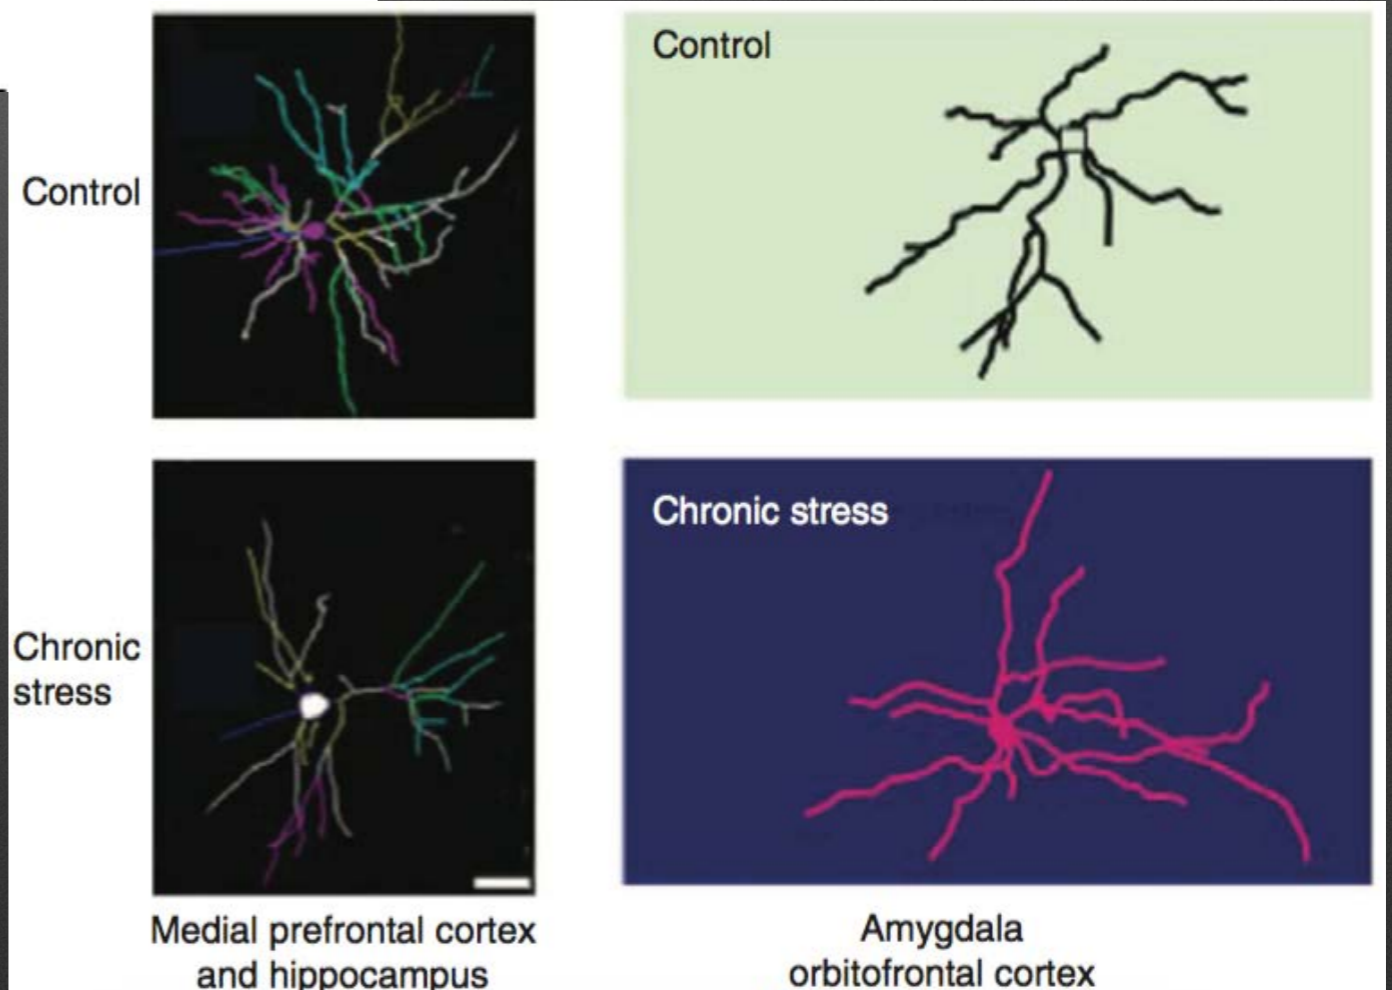 Control
Control
Chronic
stress
Chronic stress
Medial prefrontal cortex
and hippocampus
Amygdala
orbitofrontal cortex